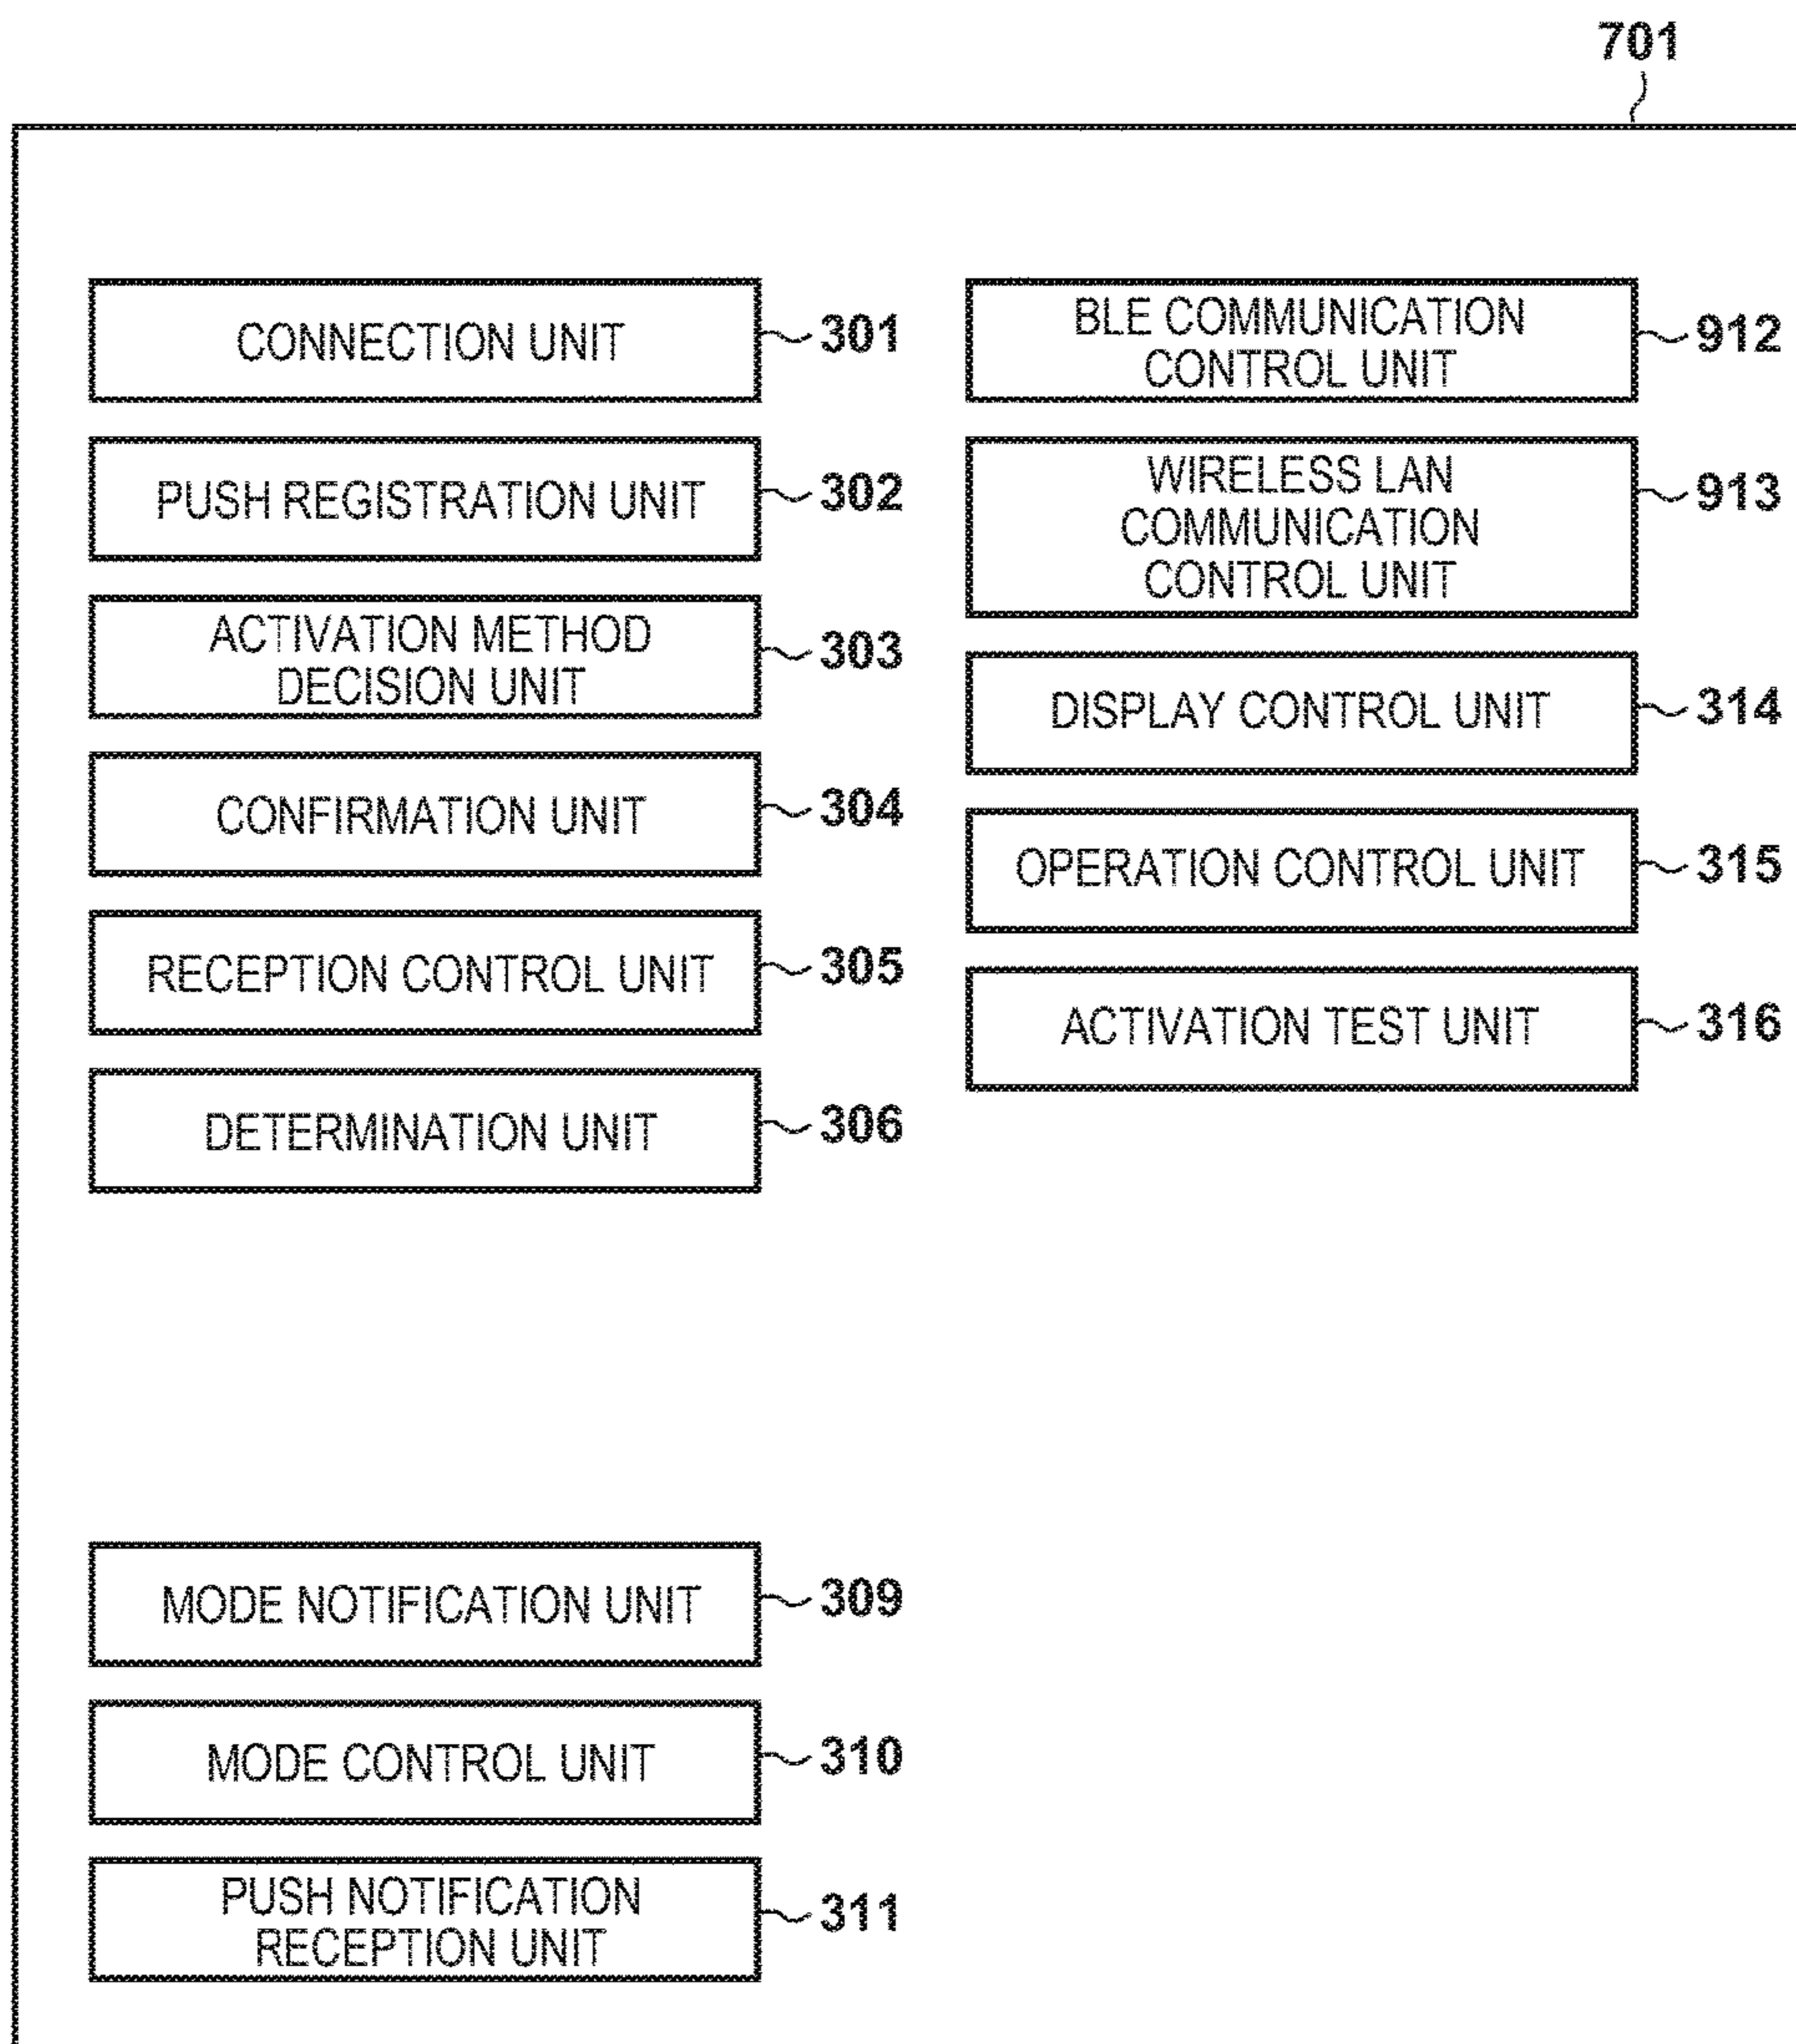 701
CONNECTION UNIT
301
PUSH REGISTRATION UNIT
302
ACTIVATION METHOD
DECISION UNIT
303
CONFIRMATION UNIT
304
RECEPTION CONTROL UNIT
305
DETERMINATION UNIT
306
MODE NOTIFICATION UNIT
309
MODE CONTROL UNIT
310
PUSH NOTIFICATION
RECEPTION UNIT
311
BLE COMMUNICATION
CONTROL UNIT
912
WIRELESS LAN
COMMUNICATION
CONTROL UNIT
913
DISPLAY CONTROL UNIT
314
OPERATION CONTROL UNIT
315
ACTIVATION TEST UNIT
316